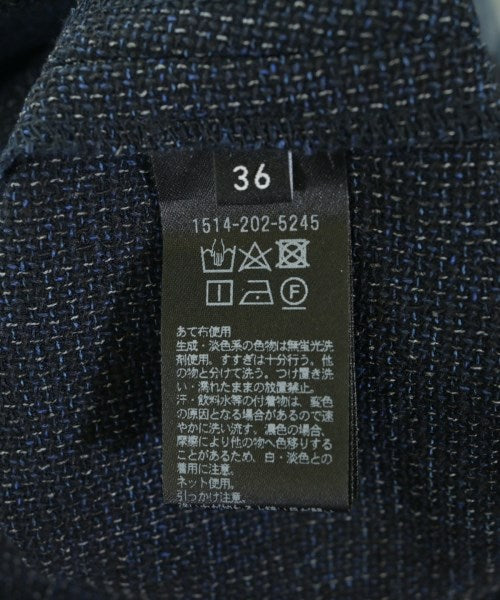 36
1514-202-5245
F
あて布使用
生成・淡色系の色物は無蛍光洗
剤使用。すすぎは十分行う。他
の物と分けて洗う。つけ置き洗
い・濡れたままの放置禁止。
汗・飲料水等の付着物は、変色
の原因となる場合があるので速
やかに洗い流す。濃色の場合、
摩擦により他の物へ色移りする
ことがあるため、白・淡色との
着用に注意。
ネット使用。
引っかけ注意。